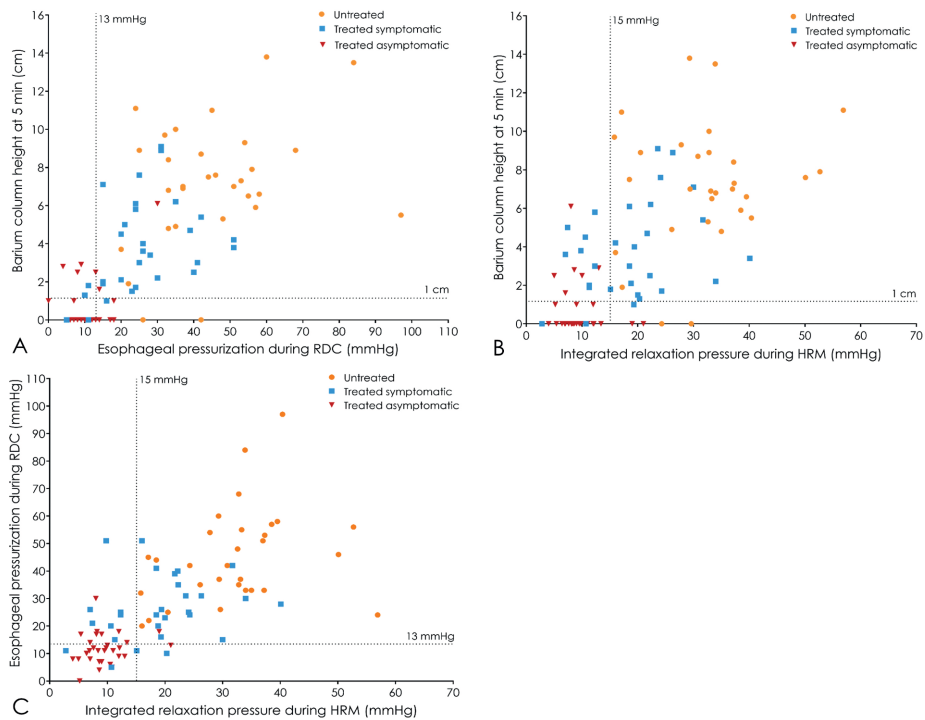 13 mmHg
Untreated
Treated symptomatic
Treated asymptomatic
16
14
12
10
8
6
4
2
0
Barium column height at 5 min (cm)
1 cm
0 10 20 30 40 50 60 70 80 90 100 110
Esophageal pressurization during RDC (mmHg)
A
15 mmHg
Untreated
Treated symptomatic
Treated asymptomatic
16
14
12
10
8
6
4
2
0
Barium column height at 5 min (cm)
1 cm
0 10 20 30 40 50 60 70
Integrated relaxation pressure during HRM (mmHg)
B
15 mmHg
Untreated
Treated symptomatic
Treated asymptomatic
110
100
90
80
70
60
50
40
30
20
10
0
Esophageal pressurization during RDC (mmHg)
13 mmHg
0 10 20 30 40 50 60 70
Integrated relaxation pressure during HRM (mmHg)
C